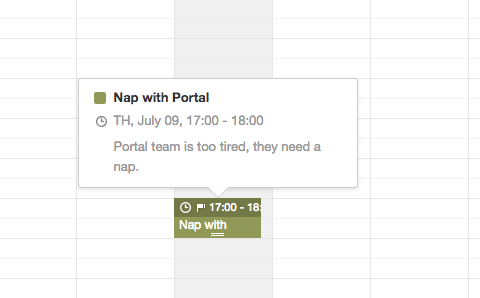 Nap with Portal
TH, July 09, 17:00 - 18:00
Portal team is too tired, they need a
nap.
17:00 - 18:
Nap with